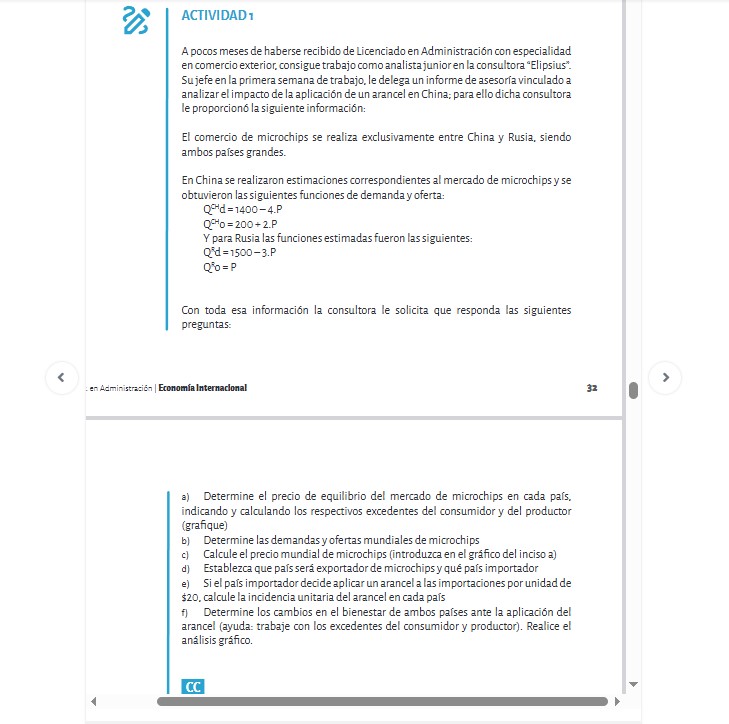 ACTIVIDAD 1
A pocos meses de haberse recibido de Licenciado en Administración con especialidad
en comercio exterior, consigue trabajo como analista junior en la consultora “Elipsius”.
Su jefe en la primera semana de trabajo, le delega un informe de asesoría vinculado a
analizar el impacto de la aplicación de un arancel en China; para ello dicha consultora
le proporcionó la siguiente información:
El comercio de microchips se realiza exclusivamente entre China y Rusia, siendo
ambos países grandes.
En China se realizaron estimaciones correspondientes al mercado de microchips y se
obtuvieron las siguientes funciones de demanda y oferta:
Qᶜᴴd = 1400 – 4.P
Qᶜᴴo = 200 + 2.P
Y para Rusia las funciones estimadas fueron las siguientes:
Qᴿd = 1500 – 3.P
Qᴿo = P
Con toda esa información la consultora le solicita que responda las siguientes
preguntas:
. en Administración | Economía Internacional 32
a) Determine el precio de equilibrio del mercado de microchips en cada país,
indicando y calculando los respectivos excedentes del consumidor y del productor
(grafique)
b) Determine las demandas y ofertas mundiales de microchips
c) Calcule el precio mundial de microchips (introduzca en el gráfico del inciso a)
d) Establezca que país será exportador de microchips y qué país importador
e) Si el país importador decide aplicar un arancel a las importaciones por unidad de
$20, calcule la incidencia unitaria del arancel en cada país
f) Determine los cambios en el bienestar de ambos países ante la aplicación del
arancel (ayuda: trabaje con los excedentes del consumidor y productor). Realice el
análisis gráfico.
CC